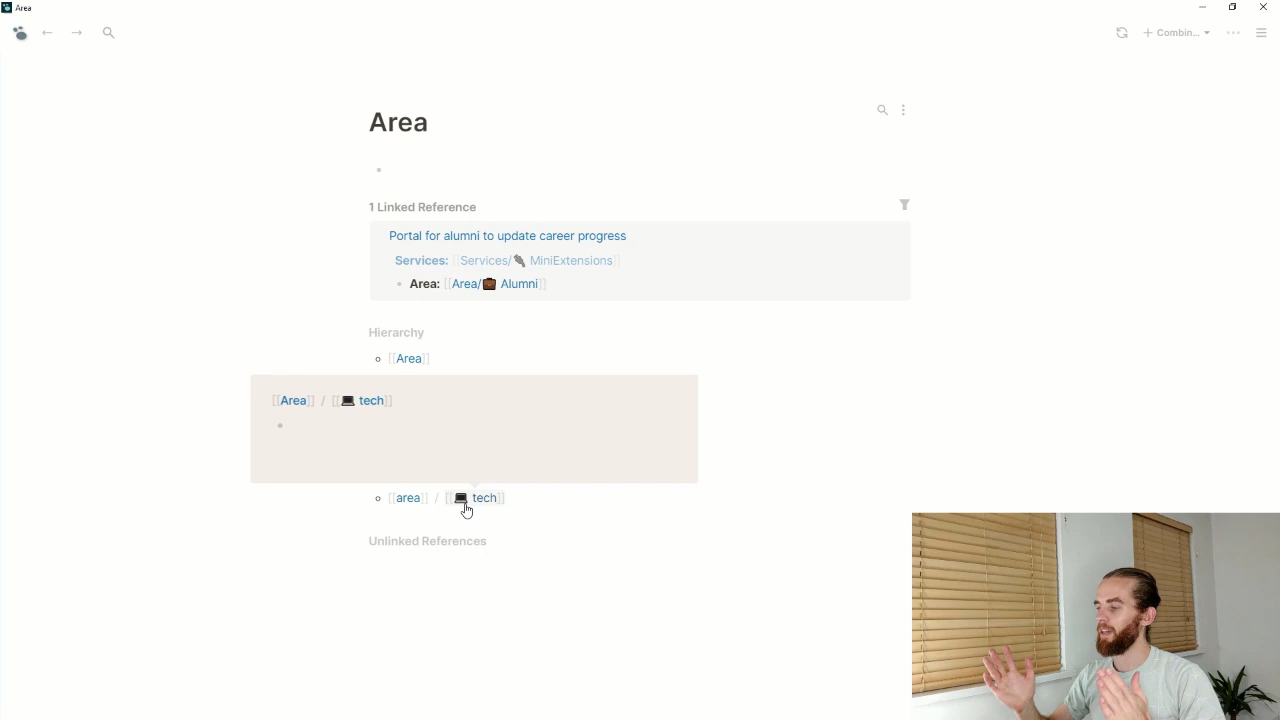 Area
Combin...
Area
1 Linked Reference
Portal for alumni to update career progress
Services: [[Services/🔌 MiniExtensions]]
Area: [[Area/💼 Alumni]]
Hierarchy
[[Area]]
[[Area]] / [[💻 tech]]
[[area]] / [[💻 tech]]
Unlinked References